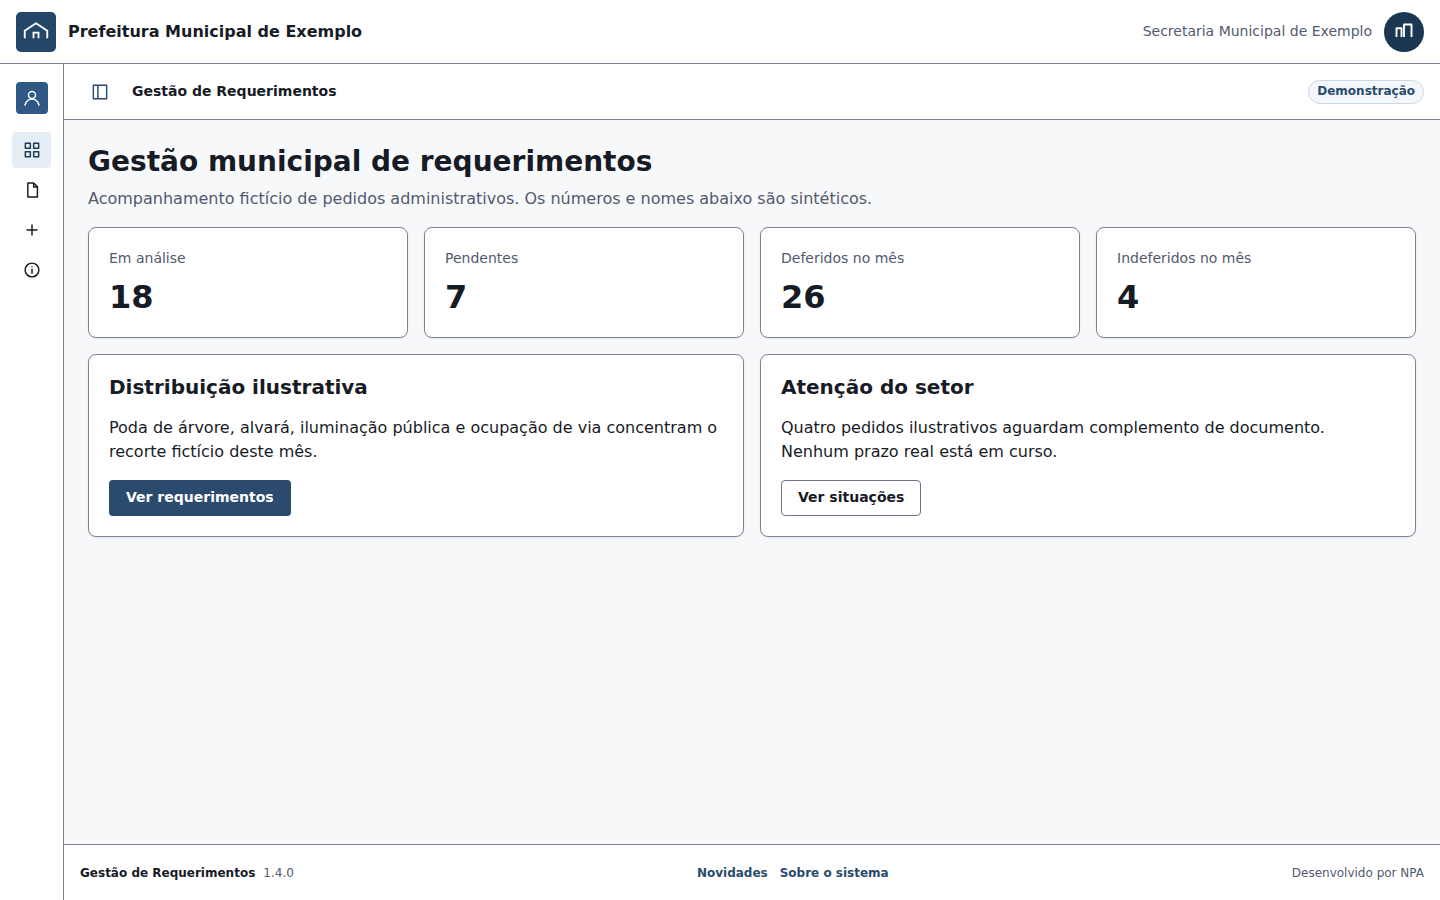 Prefeitura Municipal de Exemplo
Secretaria Municipal de Exemplo
Gestão de Requerimentos
Demonstração
Gestão municipal de requerimentos
Acompanhamento fictício de pedidos administrativos. Os números e nomes abaixo são sintéticos.
Em análise
18
Pendentes
7
Deferidos no mês
26
Indeferidos no mês
4
Distribuição ilustrativa
Poda de árvore, alvará, iluminação pública e ocupação de via concentram o
recorte fictício deste mês.
Ver requerimentos
Atenção do setor
Quatro pedidos ilustrativos aguardam complemento de documento.
Nenhum prazo real está em curso.
Ver situações
Gestão de Requerimentos 1.4.0
Novidades Sobre o sistema
Desenvolvido por NPA